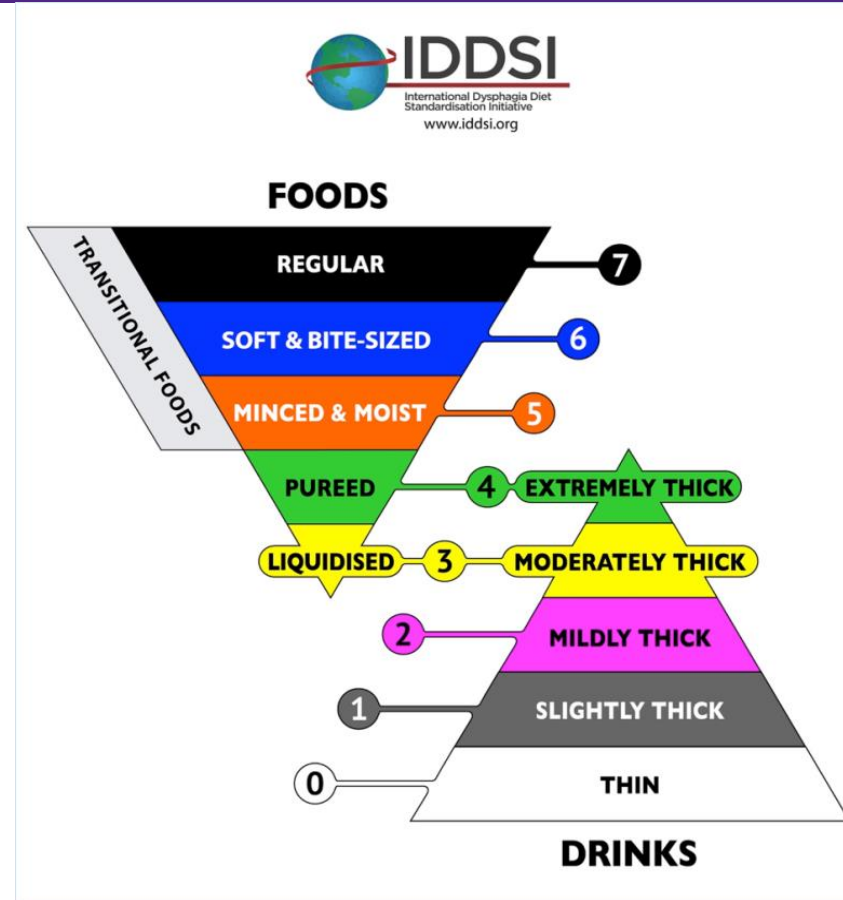 IDDSI
International Dysphagia Diet
Standardisation Initiative
www.iddsi.org
FOODS
TRANSITIONAL FOODS
REGULAR
7
SOFT & BITE-SIZED
6
MINCED & MOIST
5
PUREED
4
EXTREMELY THICK
LIQUIDISED
3
MODERATELY THICK
2
MILDLY THICK
1
SLIGHTLY THICK
0
THIN
DRINKS